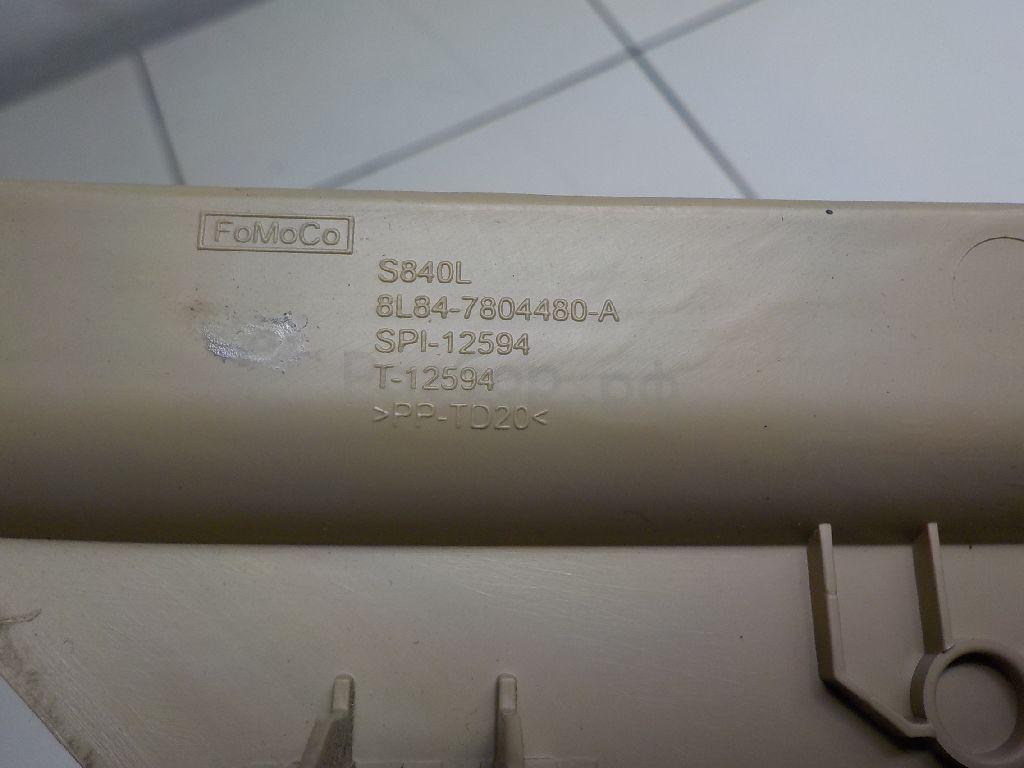 FoMoCo
S840L
8L84-7804480-A
SPI-12594
T-12594
>PP-TD20<